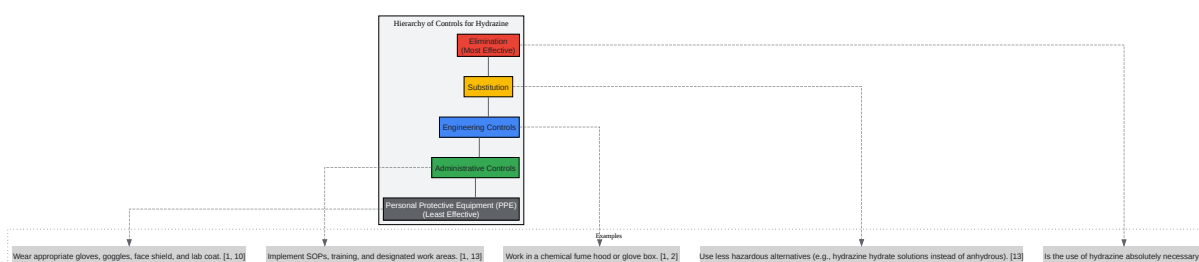 Hierarchy of Controls for Hydrazine
Elimination
(Most Effective)
Substitution
Engineering Controls
Administrative Controls
Personal Protective Equipment (PPE)
(Least Effective)
Examples
Wear appropriate gloves, goggles, face shield, and lab coat. [1, 10]
Implement SOPs, training, and designated work areas. [1, 13]
Work in a chemical fume hood or glove box. [1, 2]
Use less hazardous alternatives (e.g., hydrazine hydrate solutions instead of anhydrous). [13]
Is the use of hydrazine absolutely necessary